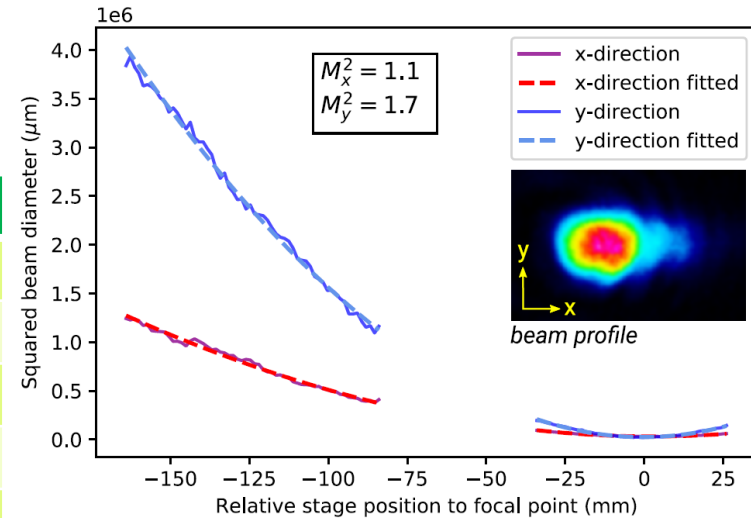 1e6
4.0
3.5
3.0
2.5
2.0
1.5
1.0
0.5
0.0
Squared beam diameter (μm)
M²ₓ = 1.1
M²ᵧ = 1.7
x-direction
x-direction fitted
y-direction
y-direction fitted
y
x
beam profile
−150 −125 −100 −75 −50 −25 0 25
Relative stage position to focal point (mm)